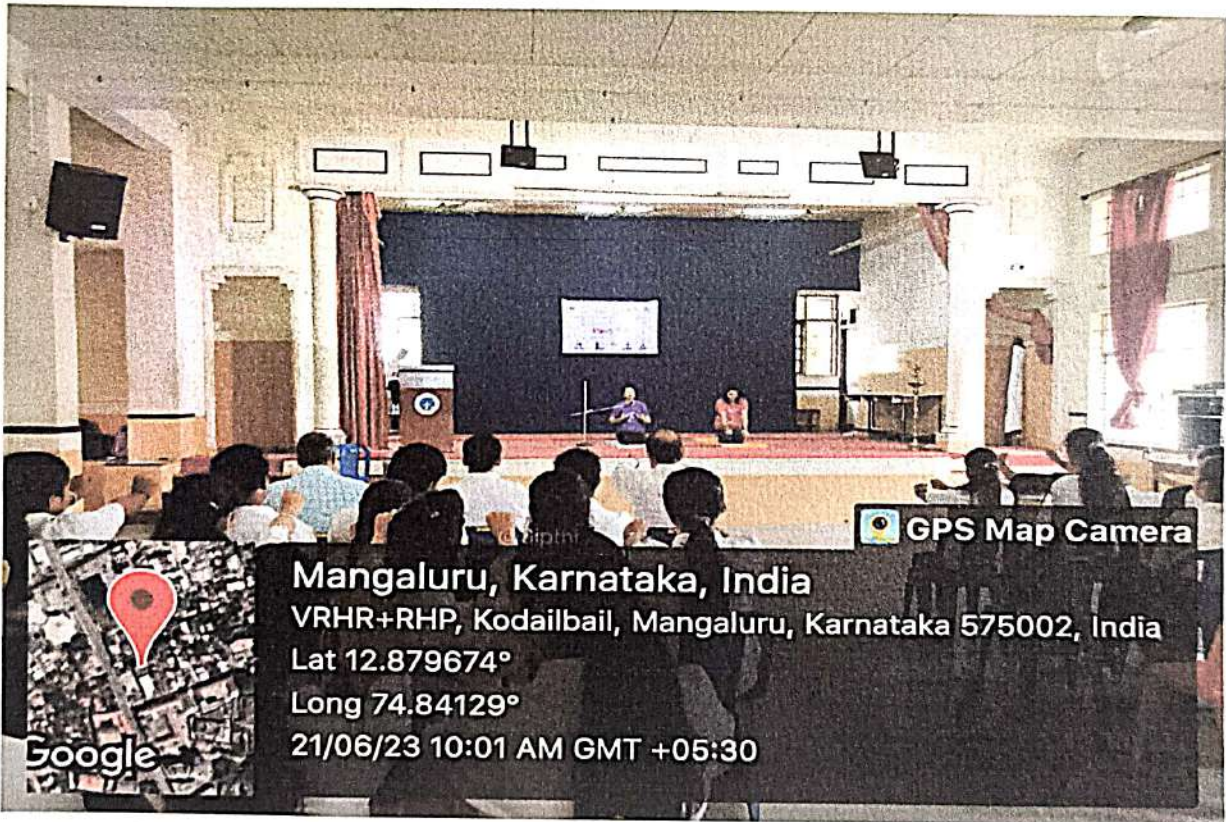 GPS Map Camera
Mangaluru, Karnataka, India
VRHR+RHP, Kodailbail, Mangaluru, Karnataka 575002, India
Lat 12.879674°
Long 74.84129°
21/06/23 10:01 AM GMT +05:30
Google